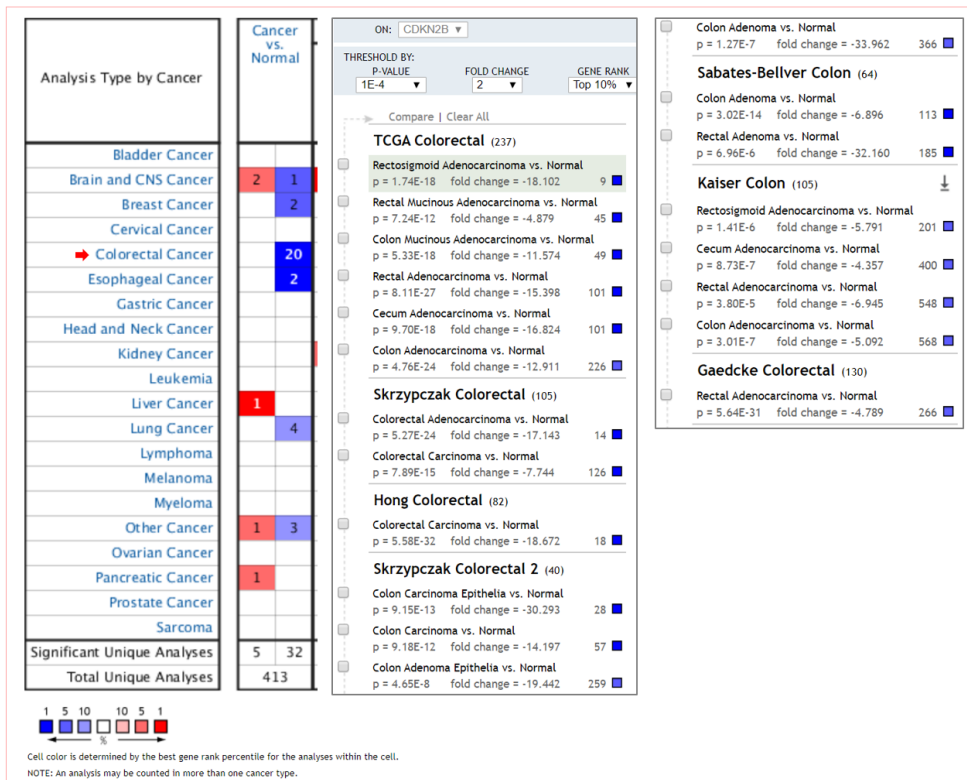 Analysis Type by Cancer
Cancer
vs.
Normal
Bladder Cancer
Brain and CNS Cancer 2 1
Breast Cancer 2
Cervical Cancer
Colorectal Cancer 20
Esophageal Cancer 2
Gastric Cancer
Head and Neck Cancer
Kidney Cancer
Leukemia
Liver Cancer 1
Lung Cancer 4
Lymphoma
Melanoma
Myeloma
Other Cancer 1 3
Ovarian Cancer
Pancreatic Cancer 1
Prostate Cancer
Sarcoma
Significant Unique Analyses 5 32
Total Unique Analyses 413
1 5 10 10 5 1
%
Cell color is determined by the best gene rank percentile for the analyses within the cell.
NOTE: An analysis may be counted in more than one cancer type.
ON: CDKN2B
THRESHOLD BY:
P-VALUE FOLD CHANGE GENE RANK
1E-4 2 Top 10%
Compare | Clear All
TCGA Colorectal (237)
Rectosigmoid Adenocarcinoma vs. Normal
p = 1.74E-18 fold change = -18.102 9
Rectal Mucinous Adenocarcinoma vs. Normal
p = 7.24E-12 fold change = -4.879 45
Colon Mucinous Adenocarcinoma vs. Normal
p = 5.33E-18 fold change = -11.574 49
Rectal Adenocarcinoma vs. Normal
p = 8.11E-27 fold change = -15.398 101
Cecum Adenocarcinoma vs. Normal
p = 9.70E-18 fold change = -16.824 101
Colon Adenocarcinoma vs. Normal
p = 4.76E-24 fold change = -12.911 226
Skrzypczak Colorectal (105)
Colorectal Adenocarcinoma vs. Normal
p = 5.27E-24 fold change = -17.143 14
Colorectal Carcinoma vs. Normal
p = 7.89E-15 fold change = -7.744 126
Hong Colorectal (82)
Colorectal Carcinoma vs. Normal
p = 5.58E-32 fold change = -18.672 18
Skrzypczak Colorectal 2 (40)
Colon Carcinoma Epithelia vs. Normal
p = 9.15E-13 fold change = -30.293 28
Colon Carcinoma vs. Normal
p = 9.18E-12 fold change = -14.197 57
Colon Adenoma Epithelia vs. Normal
p = 4.65E-8 fold change = -19.442 259
Colon Adenoma vs. Normal
p = 1.27E-7 fold change = -33.962 366
Sabates-Bellver Colon (64)
Colon Adenoma vs. Normal
p = 3.02E-14 fold change = -6.896 113
Rectal Adenoma vs. Normal
p = 6.96E-6 fold change = -32.160 185
Kaiser Colon (105)
Rectosigmoid Adenocarcinoma vs. Normal
p = 1.41E-6 fold change = -5.791 201
Cecum Adenocarcinoma vs. Normal
p = 8.73E-7 fold change = -4.357 400
Rectal Adenocarcinoma vs. Normal
p = 3.80E-5 fold change = -6.945 548
Colon Adenocarcinoma vs. Normal
p = 3.01E-7 fold change = -5.092 568
Gaedcke Colorectal (130)
Rectal Adenocarcinoma vs. Normal
p = 5.64E-31 fold change = -4.789 266